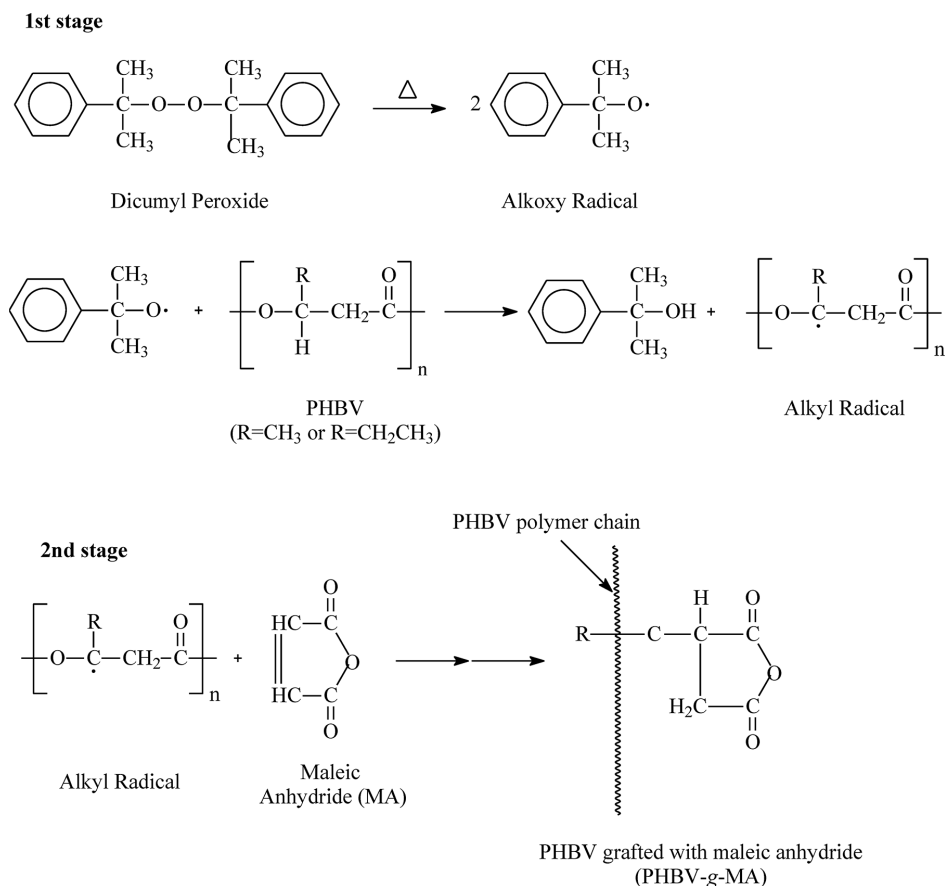 1st stage
CH₃ CH₃ CH₃
C O O C Δ 2 C O·
CH₃ CH₃ CH₃
Dicumyl Peroxide Alkoxy Radical
CH₃ R O CH₃ R O
C O· + O C CH₂ C C OH + O C· CH₂ C
CH₃ H n CH₃ n
PHBV Alkyl Radical
(R=CH₃ or R=CH₂CH₃)
PHBV polymer chain
2nd stage
R O O H O
HC C R C C C
O C· CH₂ C + O O
n HC C H₂C C
O O
Alkyl Radical Maleic
Anhydride (MA)
PHBV grafted with maleic anhydride
(PHBV-g-MA)